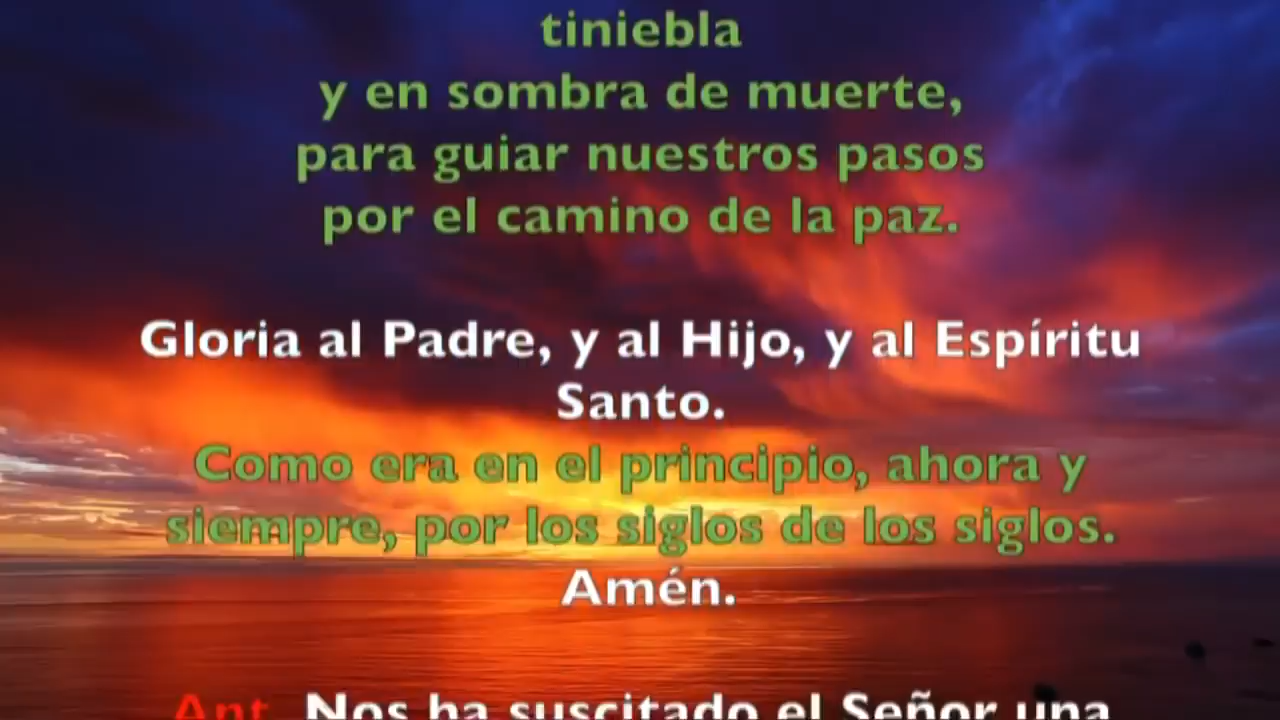 tiniebla
y en sombra de muerte,
para guiar nuestros pasos
por el camino de la paz.
Gloria al Padre, y al Hijo, y al Espíritu
Santo.
Como era en el principio, ahora y
siempre, por los siglos de los siglos.
Amén.
Ant. Nos ha suscitado el Señor una